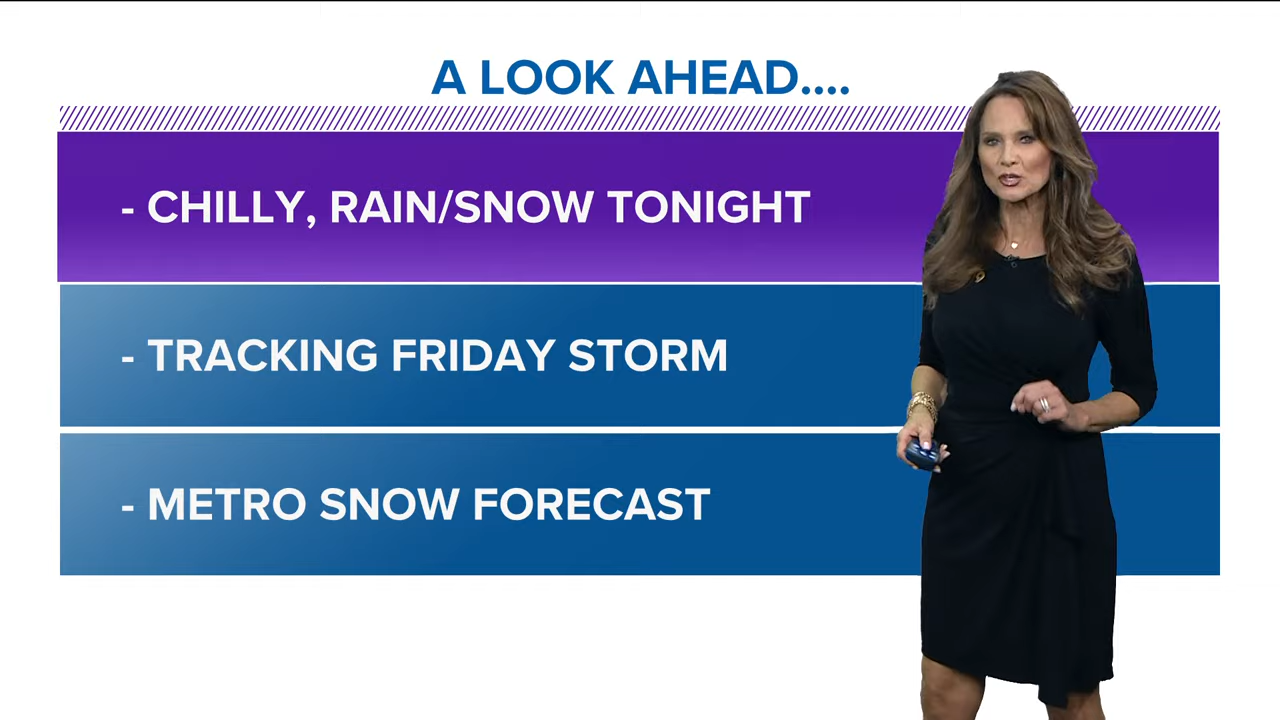 A LOOK AHEAD....
- CHILLY, RAIN/SNOW TONIGHT
- TRACKING FRIDAY STORM
- METRO SNOW FORECAST